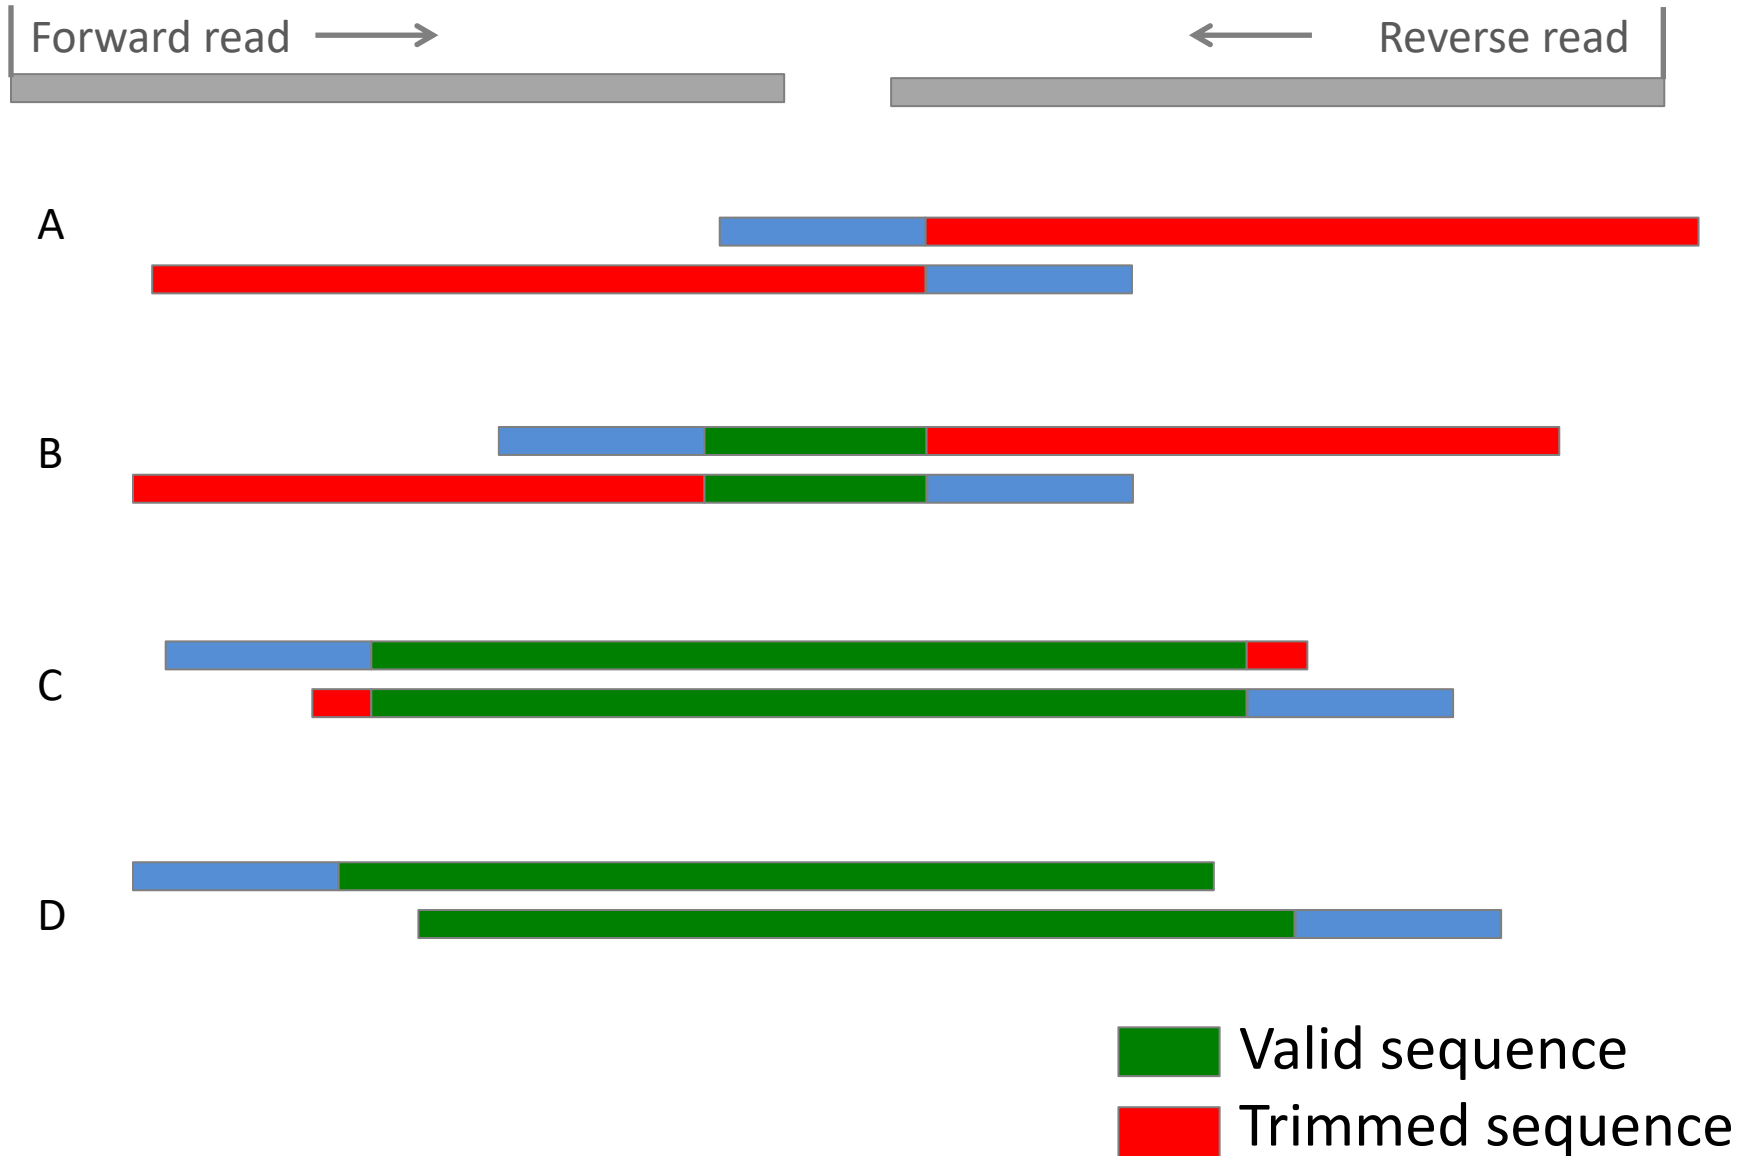 Forward read
Reverse read
A
B
C
D
Valid sequence
Trimmed sequence